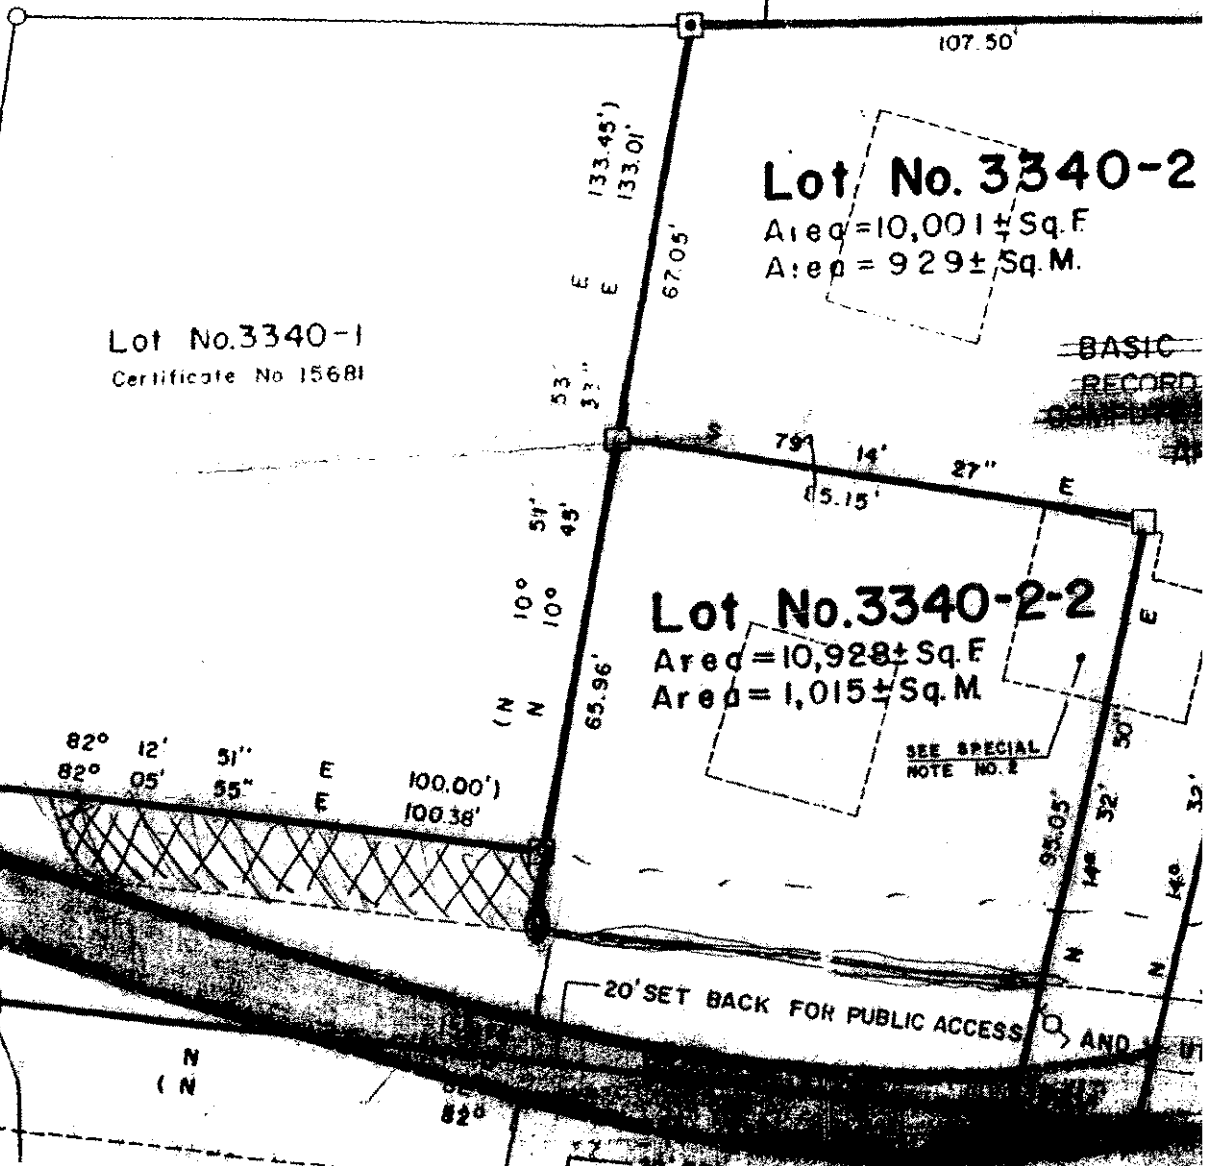 107.50'
133.45')
133.01'
Lot No. 3340-2
Area =10,001± Sq.F.
Area = 929± Sq.M.
67.05'
E
E
Lot No.3340-1
Certificate No 15681
BASIC
RECORD
53'
S 79° 14' 27" E
85.15'
45'
10°
10°
Lot No.3340-2-2
Area=10,928± Sq.F.
Area= 1,015± Sq.M.
E
65.96'
(N
N
SEE SPECIAL
NOTE NO.2
50"
82° 12' 51" E 100.00')
82° 05' 55" E 100.38'
95.05'
32'
32'
14°
14°
N
N
20' SET BACK FOR PUBLIC ACCESS AND
N
(N
82°